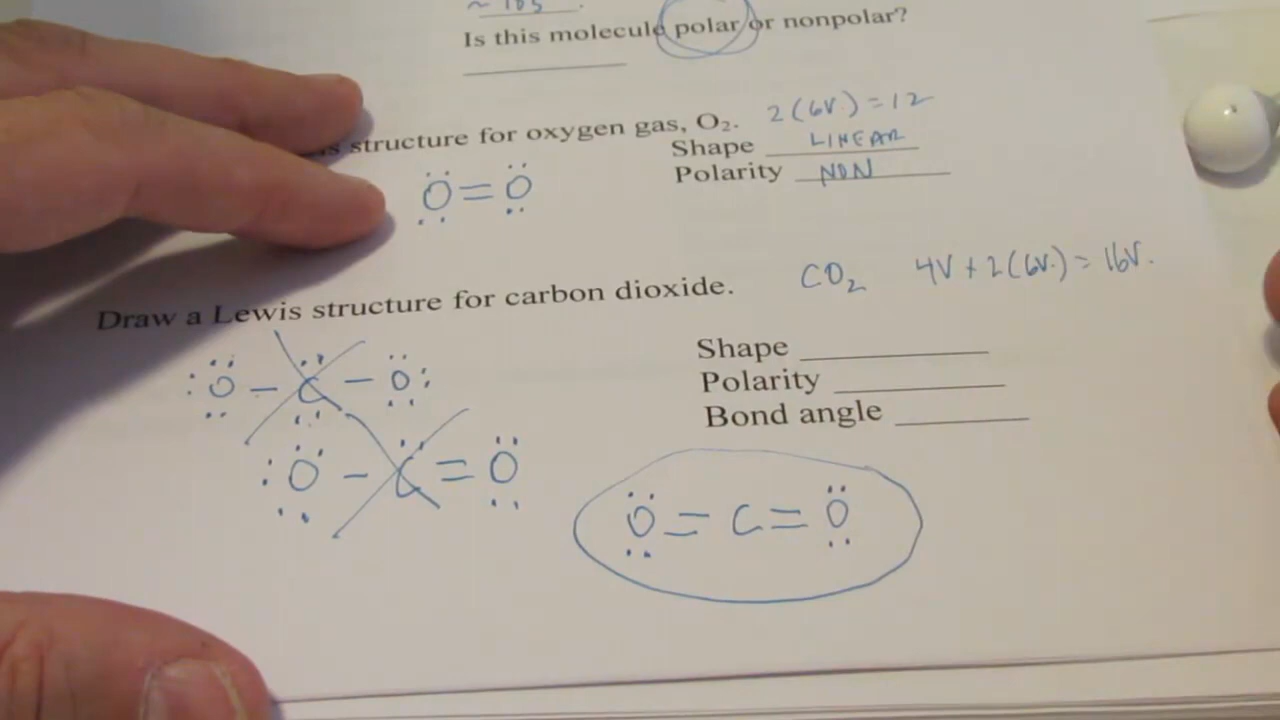 ~ 105
Is this molecule polar or nonpolar?
structure for oxygen gas, O₂. 2(6V.) = 12
Shape LINEAR
Polarity NON
O = O
Draw a Lewis structure for carbon dioxide. CO₂ 4V + 2(6V.) = 16V.
Shape
Polarity
Bond angle
O – C – O
O – C = O
O = C = O